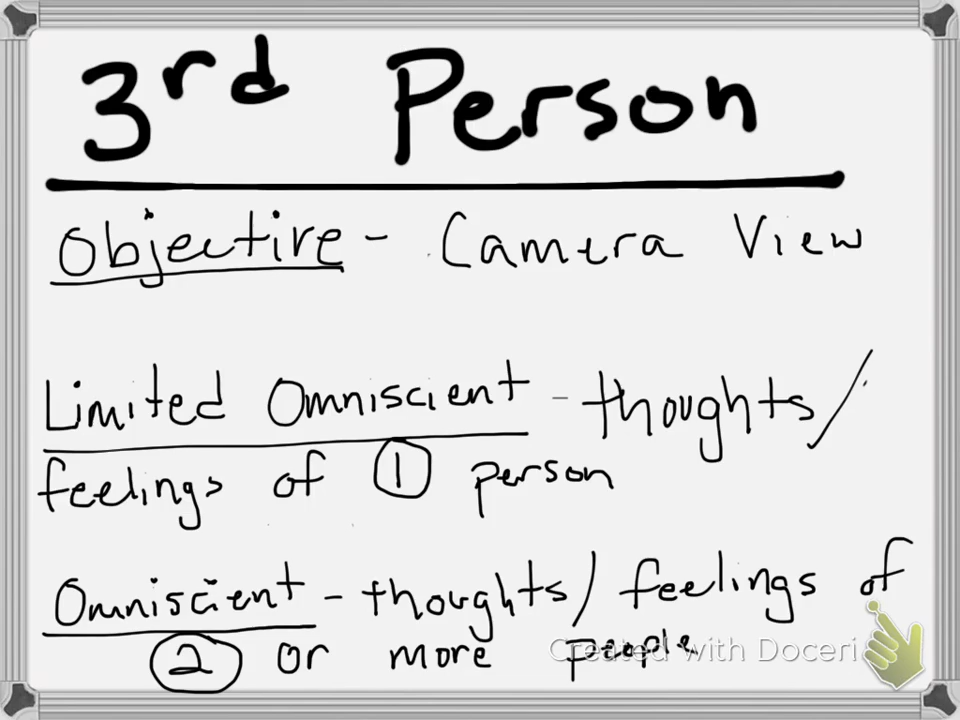 3rd Person
Objective - Camera View
Limited Omniscient - thoughts/
feelings of 1 person
Omniscient - thoughts/ feelings of
2 or more people
Created with Doceri